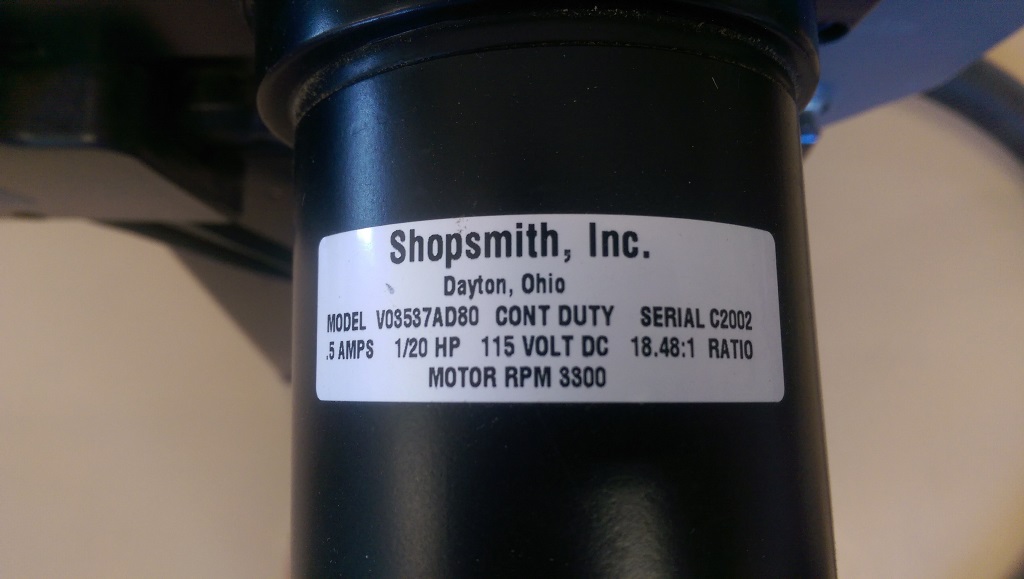 Shopsmith, Inc.
Dayton, Ohio
MODEL V03537AD80 CONT DUTY SERIAL C2002
.5 AMPS 1/20 HP 115 VOLT DC 18.48:1 RATIO
MOTOR RPM 3300